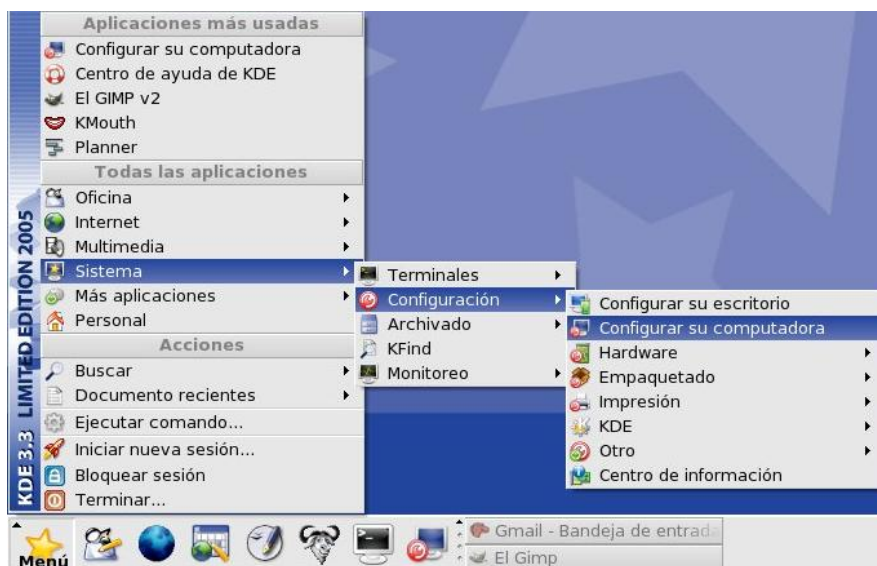 Aplicaciones más usadas
Configurar su computadora
Centro de ayuda de KDE
El GIMP v2
KMouth
Planner
Todas las aplicaciones
Oficina
Internet
Multimedia
Sistema
Más aplicaciones
Personal
Acciones
Buscar
Documento recientes
Ejecutar comando...
Iniciar nueva sesión...
Bloquear sesión
Terminar...
KDE 3.3 LIMITED EDITION 2005
Terminales
Configuración
Archivado
KFind
Monitoreo
Configurar su escritorio
Configurar su computadora
Hardware
Empaquetado
Impresión
KDE
Otro
Centro de información
Menú
Gmail - Bandeja de entrada
El Gimp